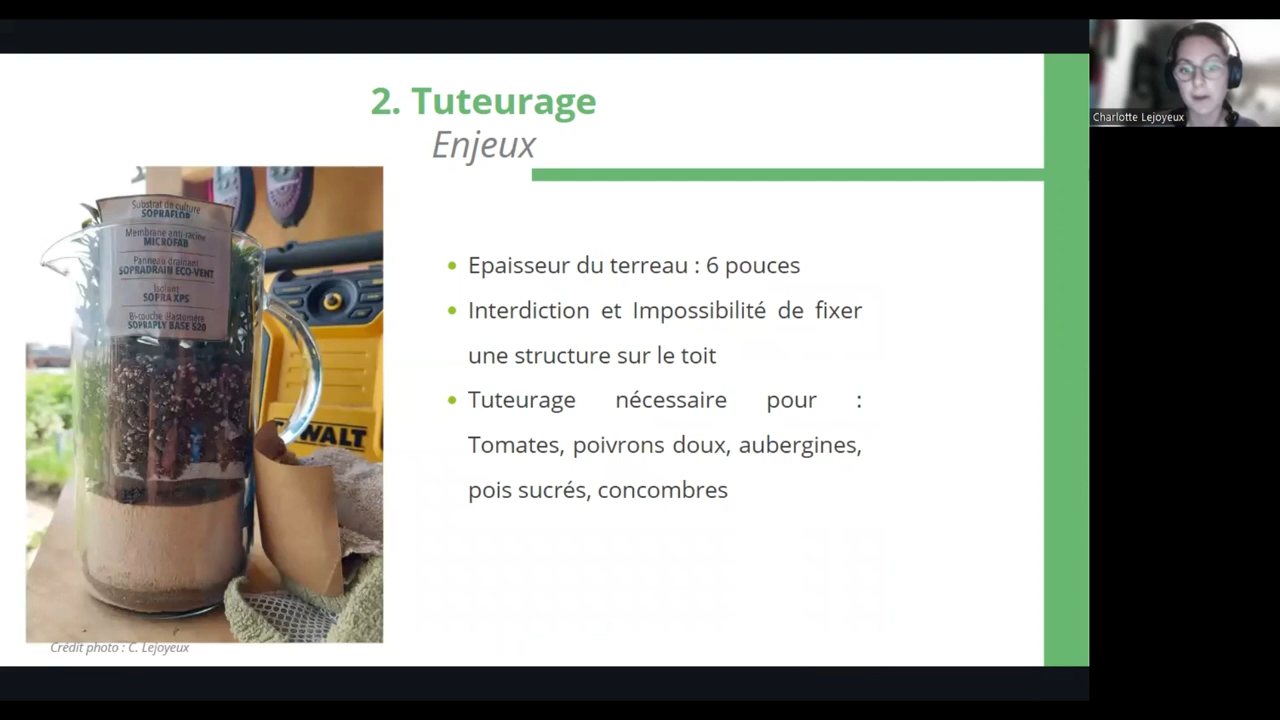 2. Tuteurage
Enjeux
Charlotte Lejoyeux
Substrat de culture
SOPRAFLOR
Membrane anti-racine
MICROFAB
Panneau drainant
SOPRADRAIN ECO-VENT
Isolant
SOPRA XPS
Bi-couche élastomère
SOPRAPLY BASE 520
WALT
• Epaisseur du terreau : 6 pouces
• Interdiction et Impossibilité de fixer
une structure sur le toit
• Tuteurage nécessaire pour :
Tomates, poivrons doux, aubergines,
pois sucrés, concombres
Crédit photo : C. Lejoyeux